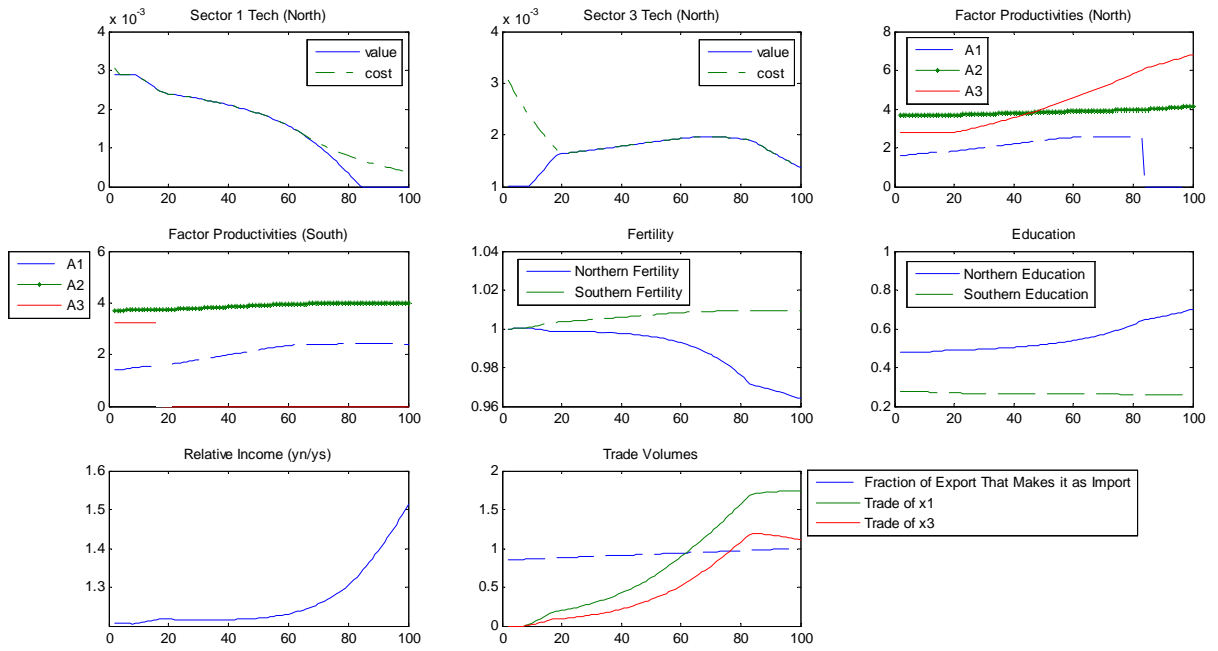 Sector 1 Tech (North)
x 10⁻³
4
3
2
1
0
0 20 40 60 80 100
value
cost
Sector 3 Tech (North)
x 10⁻³
4
3
2
1
0 20 40 60 80 100
value
cost
Factor Productivities (North)
8
6
4
2
0
0 20 40 60 80 100
A1
A2
A3
Factor Productivities (South)
6
4
2
0
0 20 40 60 80 100
A1
A2
A3
Fertility
1.04
1.02
1
0.98
0.96
0 20 40 60 80 100
Northern Fertility
Southern Fertility
Education
1
0.8
0.6
0.4
0.2
0 20 40 60 80 100
Northern Education
Southern Education
Relative Income (yn/ys)
1.6
1.5
1.4
1.3
0 20 40 60 80 100
Trade Volumes
2
1.5
1
0.5
0
0 20 40 60 80 100
Fraction of Export That Makes it as Import
Trade of x1
Trade of x3